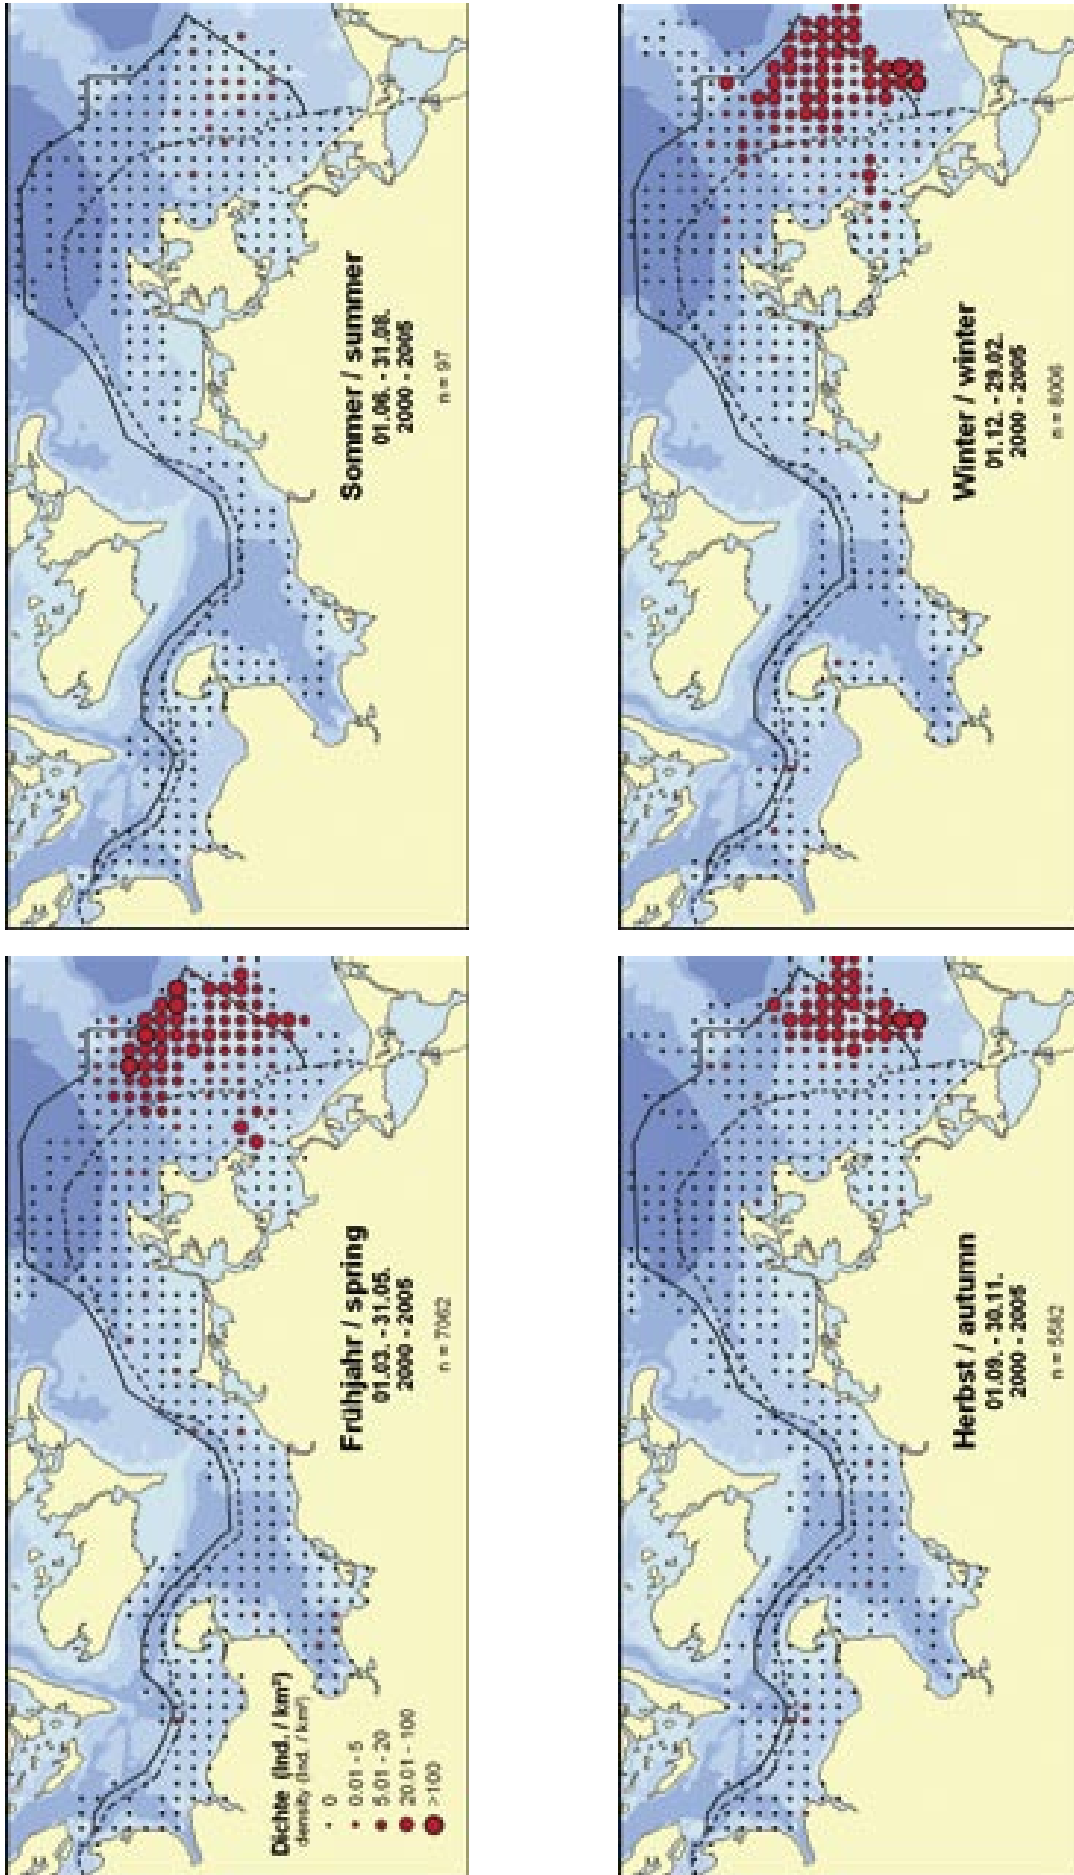 Frühjahr / spring
01.03. - 31.05.
2000 - 2005
n = 7062
Dichte (Ind. / km²)
density (Ind. / km²)
0
0.01 - 5
5.01 - 20
20.01 - 100
>100
Sommer / summer
01.06. - 31.08.
2000 - 2005
n = 97
Herbst / autumn
01.09. - 30.11.
2000 - 2005
n = 5582
Winter / winter
01.12. - 29.02.
2000 - 2005
n = 8006